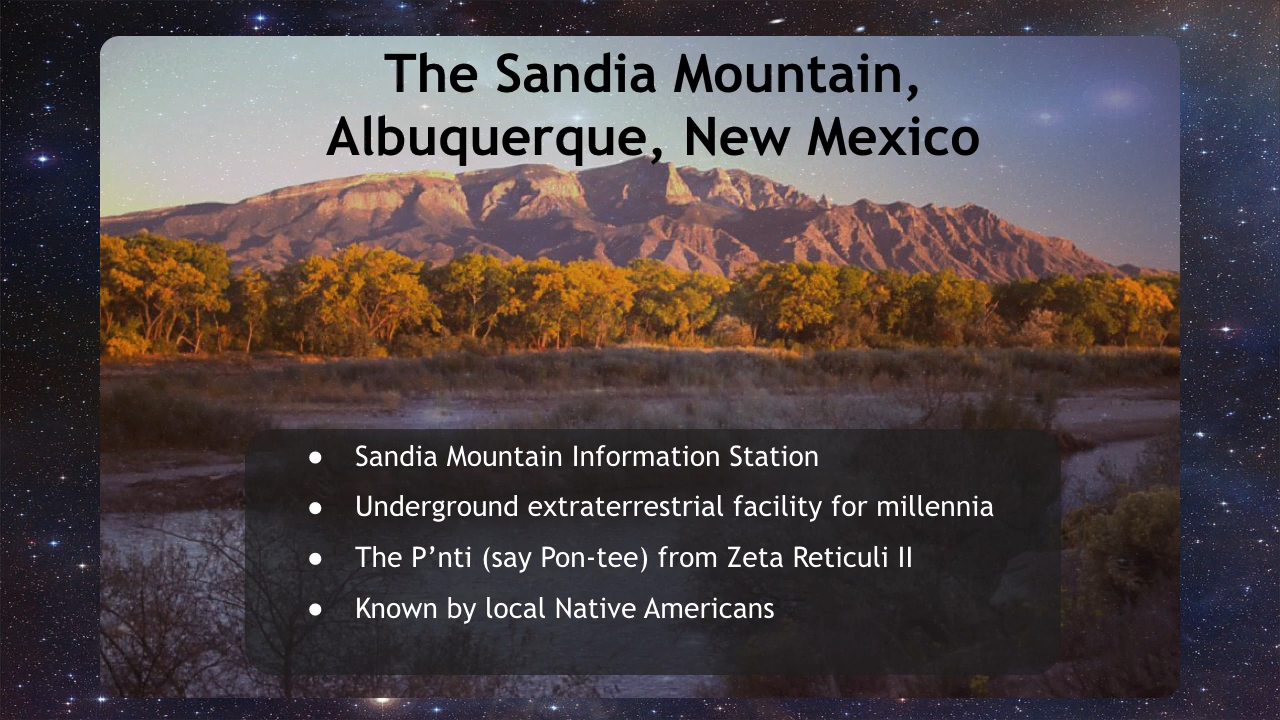 The Sandia Mountain,
Albuquerque, New Mexico
● Sandia Mountain Information Station
● Underground extraterrestrial facility for millennia
● The P’nti (say Pon-tee) from Zeta Reticuli II
● Known by local Native Americans